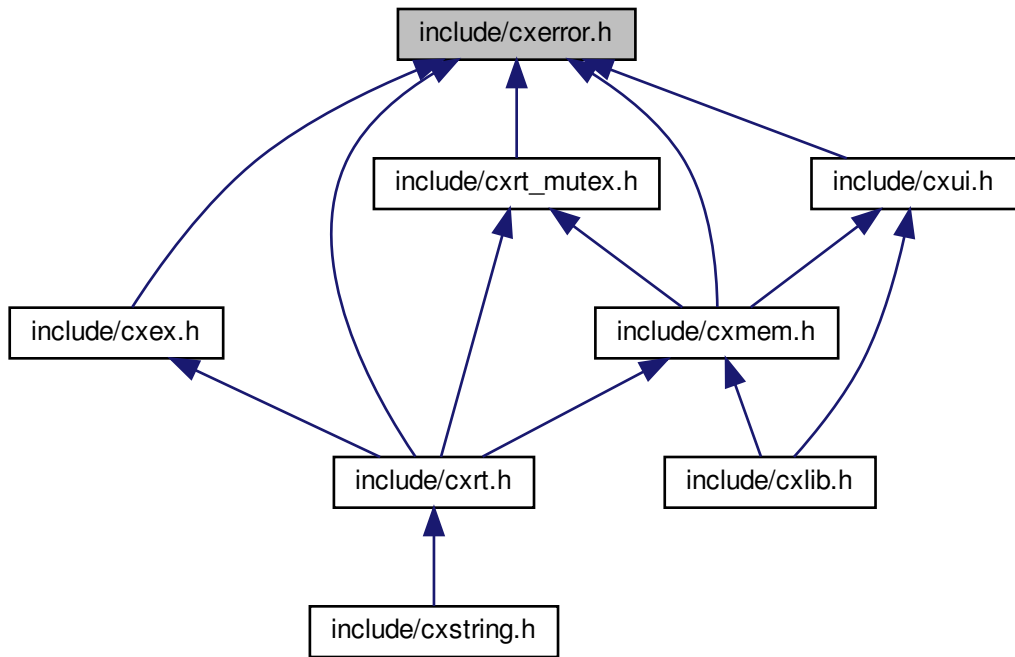 include/cxerror.h
include/cxrt_mutex.h
include/cxui.h
include/cxex.h
include/cxmem.h
include/cxrt.h
include/cxlib.h
include/cxstring.h